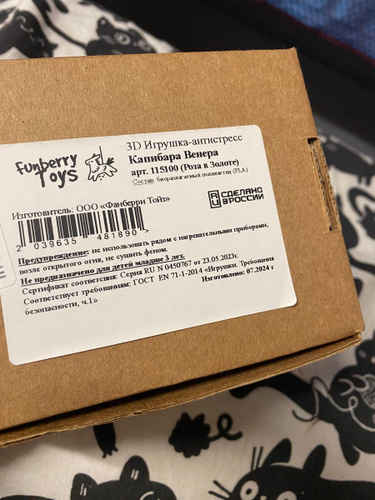 Funberry
Toys
3D Игрушка-антистресс
Капибара Венера
арт. 115100 (Роза в Золоте)
Состав: биоразлагаемый полилактид (PLA)
Изготовитель: ООО «Фанберри Тойз»
СДЕЛАНО
В РОССИИ
2 039635 481890
Предупреждение: не использовать рядом с нагревательными приборами,
возле открытого огня, не сушить феном.
Не предназначено для детей младше 3 лет.
Сертификат соответствия: Серия RU N 0450767 от 23.05.2023г.
Соответствует требованиям: ГОСТ EN 71-1-2014 «Игрушки. Требования
безопасности, ч.1»
Изготовлено: 07.2024 г